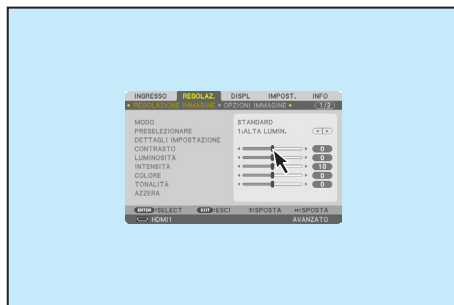 INGRESSO REGOLAZ. DISPL IMPOST. INFO
REGOLAZIONE IMMAGINE • OPZIONI IMMAGINE 1/2
MODO STANDARD
PRESELEZIONARE 1:ALTA LUMIN.
DETTAGLI IMPOSTAZIONE
CONTRASTO 0
LUMINOSITÀ 0
INTENSITÀ 10
COLORE 0
TONALITÀ 0
AZZERA
ENTER:SELECT EXIT:ESCI ↕:SPOSTA ↔:SPOSTA
HDMI1 AVANZATO